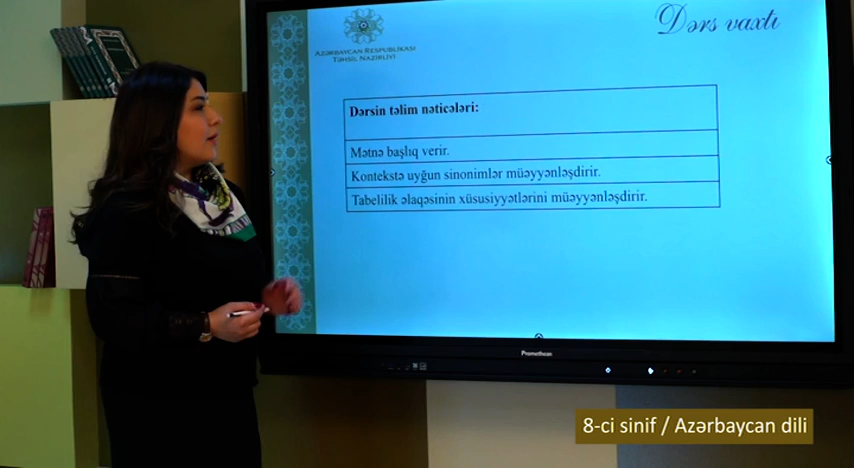 Dərs vaxtı
AZƏRBAYCAN RESPUBLİKASI
TƏHSİL NAZİRLİYİ
Dərsin təlim nəticələri:
Mətnə başlıq verir.
Kontekstə uyğun sinonimlər müəyyənləşdirir.
Tabelilik əlaqəsinin xüsusiyyətlərini müəyyənləşdirir.
Promethean
8-ci sinif / Azərbaycan dili